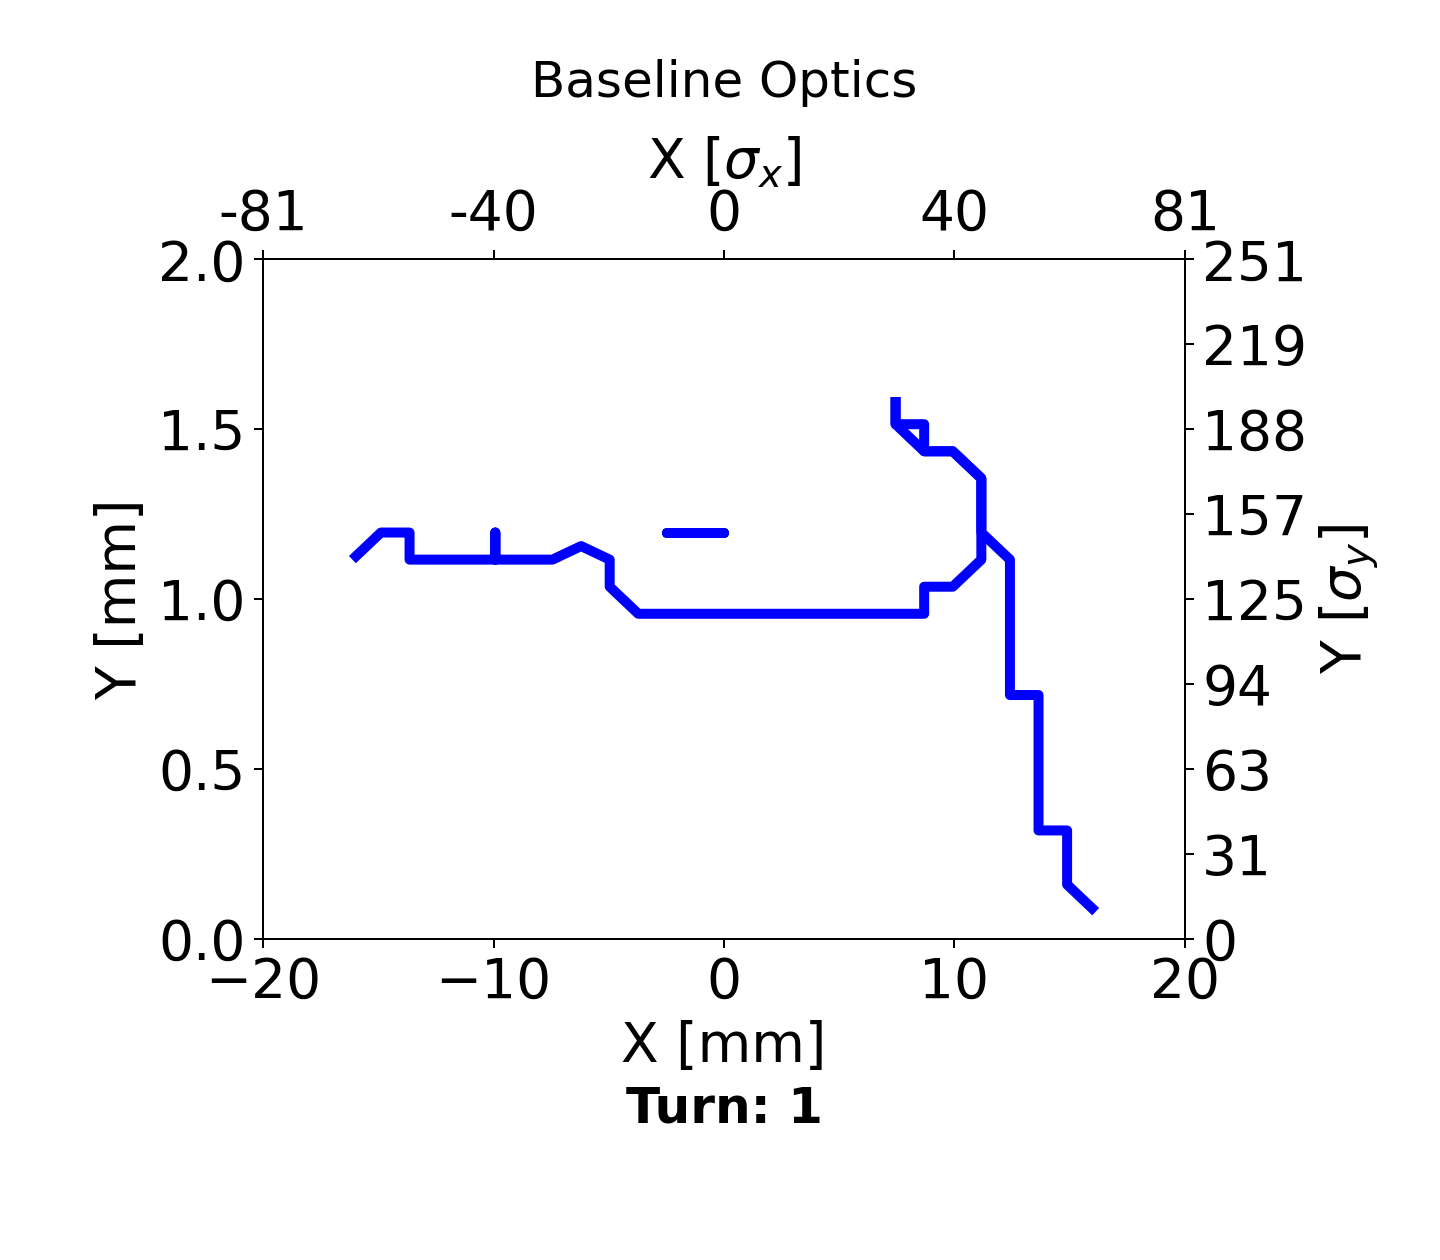 Baseline Optics
X [σx]
-81 -40 0 40 81
2.0 251
219
1.5 188
157
1.0 125
94
0.5 63
31
0.0 0
Y [mm]
Y [σy]
−20 −10 0 10 20
X [mm]
Turn: 1